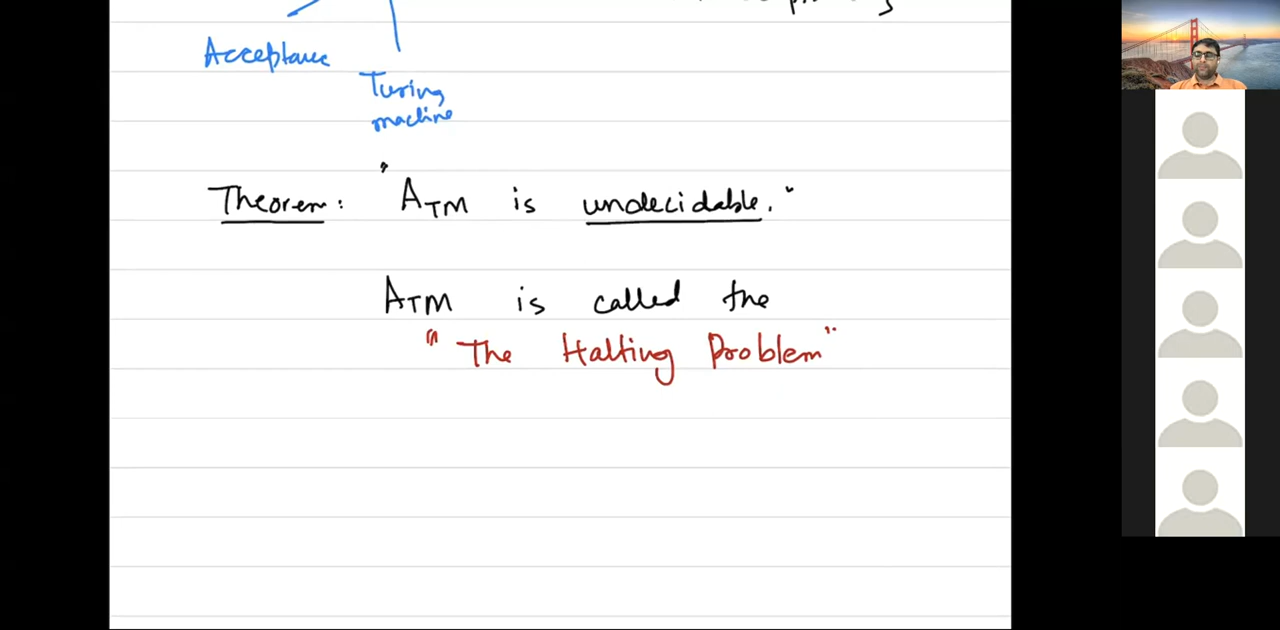 Acceptance
Turing
machine
Theorem: "ATM is undecidable."
ATM is called the
"The Halting Problem"